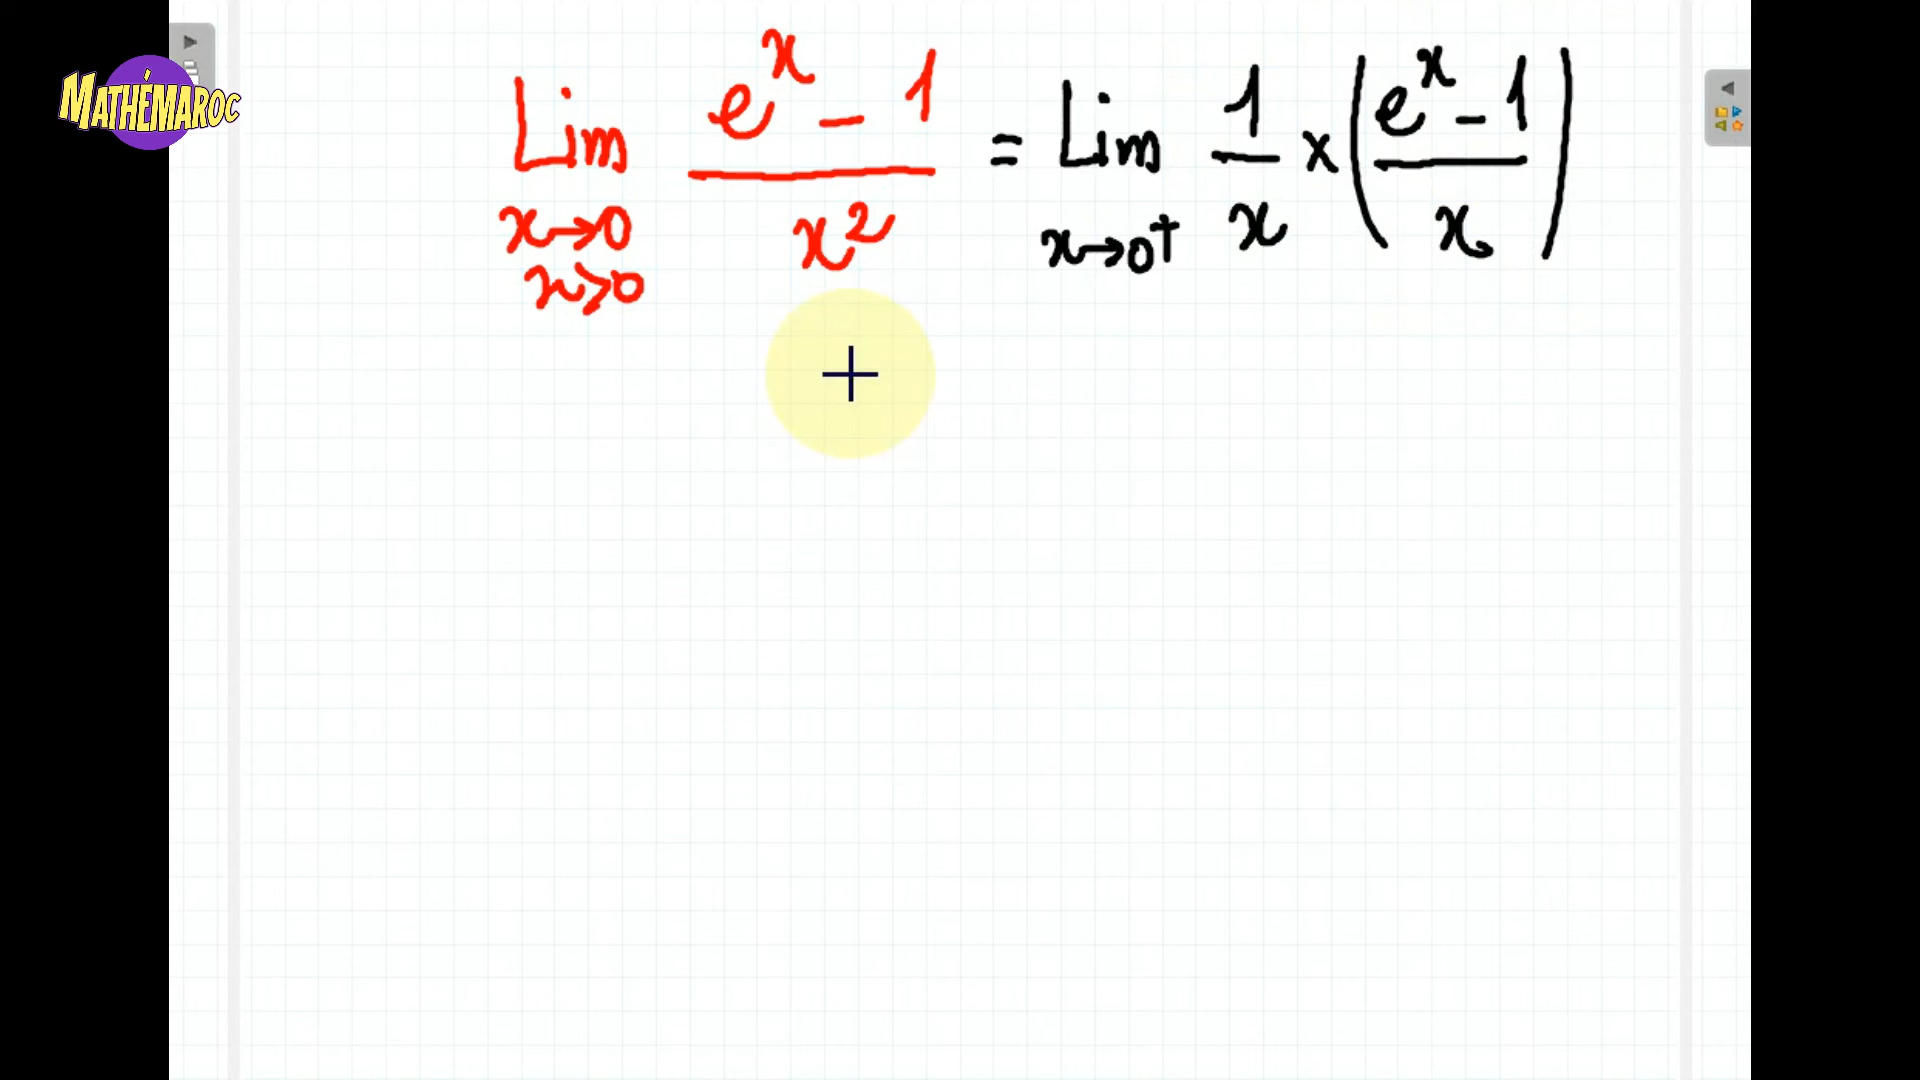 MATHÉMAROC
Lim e^x - 1 / x^2 = Lim 1/x × (e^x - 1 / x)
x→0 x→0+
x>0